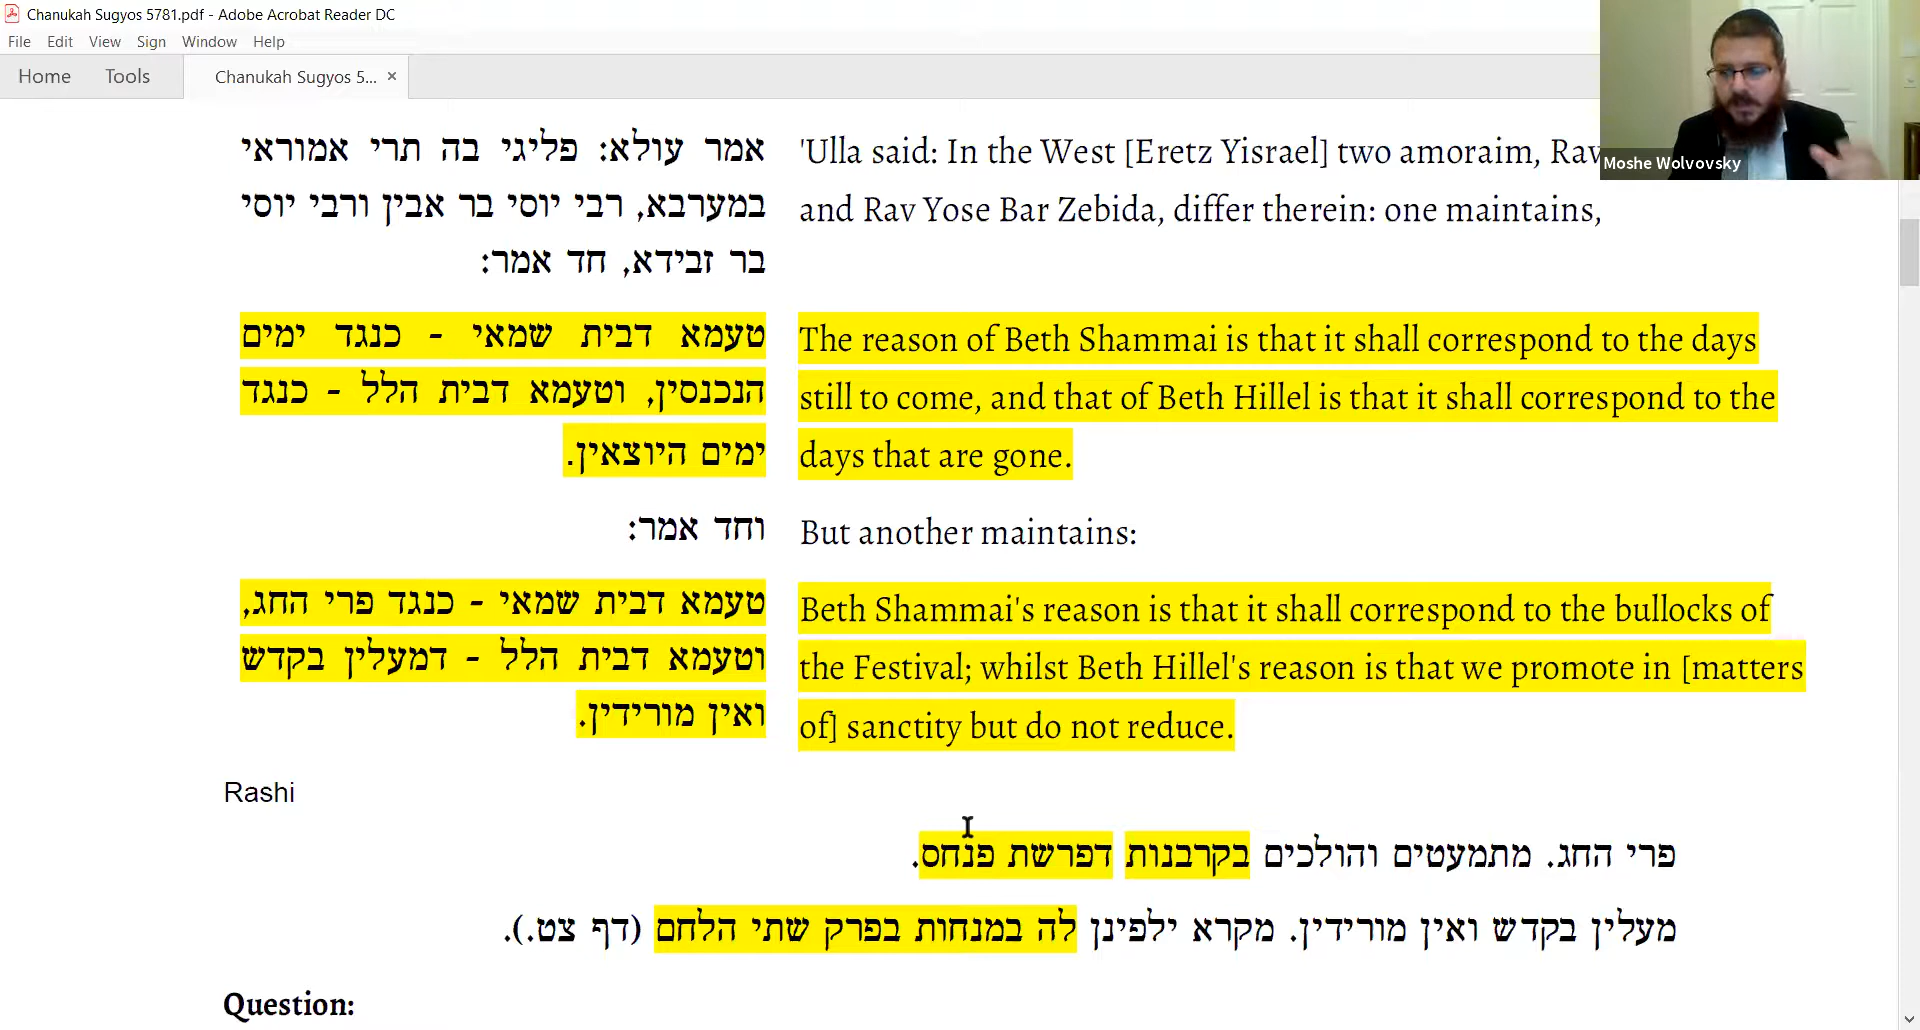 Chanukah Sugyos 5781.pdf - Adobe Acrobat Reader DC
File Edit View Sign Window Help
Home Tools Chanukah Sugyos 5... ×
אמר עולא: פליגי בה תרי אמוראי
במערבא, רבי יוסי בר אבין ורבי יוסי
בר זבידא, חד אמר:
'Ulla said: In the West [Eretz Yisrael] two amoraim, Rav
and Rav Yose Bar Zebida, differ therein: one maintains,
טעמא דבית שמאי - כנגד ימים
הנכנסין, וטעמא דבית הלל - כנגד
ימים היוצאין.
The reason of Beth Shammai is that it shall correspond to the days
still to come, and that of Beth Hillel is that it shall correspond to the
days that are gone.
וחד אמר:
But another maintains:
טעמא דבית שמאי - כנגד פרי החג,
וטעמא דבית הלל - דמעלין בקדש
ואין מורידין.
Beth Shammai's reason is that it shall correspond to the bullocks of
the Festival; whilst Beth Hillel's reason is that we promote in [matters
of] sanctity but do not reduce.
Rashi
פרי החג. מתמעטים והולכים בקרבנות דפרשת פנחס.
מעלין בקדש ואין מורידין. מקרא ילפינן לה במנחות בפרק שתי הלחם (דף צט.).
Question:
Moshe Wolvovsky